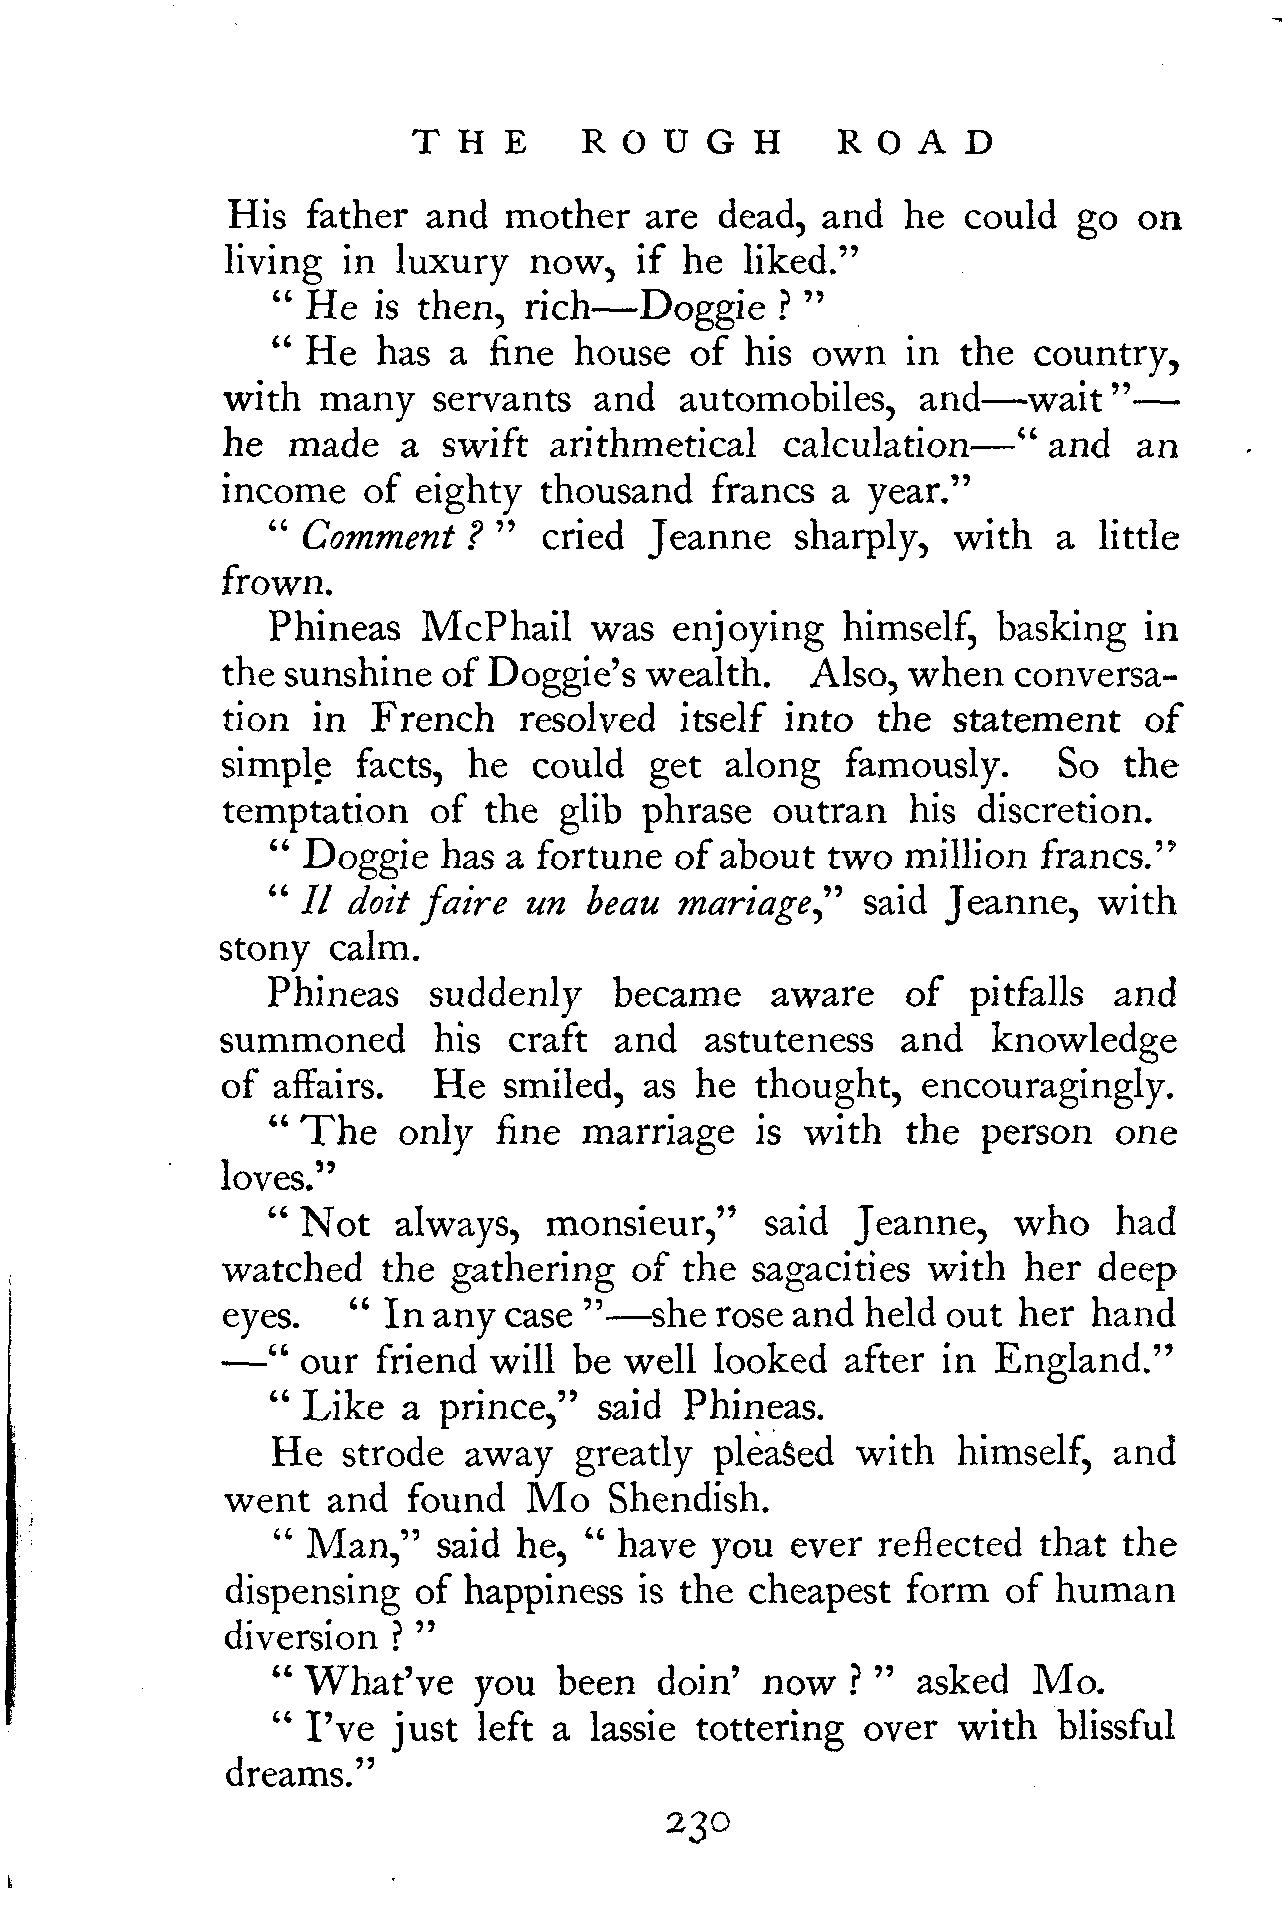 THE ROUGH ROAD
His father and mother are dead, and he could go on
living in luxury now, if he liked."
" He is then, rich—Doggie ? "
" He has a fine house of his own in the country,
with many servants and automobiles, and—wait"—
he made a swift arithmetical calculation—" and an
income of eighty thousand francs a year."
" Comment ? " cried Jeanne sharply, with a little
frown.
Phineas McPhail was enjoying himself, basking in
the sunshine of Doggie's wealth. Also, when conversa-
tion in French resolved itself into the statement of
simple facts, he could get along famously. So the
temptation of the glib phrase outran his discretion.
" Doggie has a fortune of about two million francs."
" Il doit faire un beau mariage," said Jeanne, with
stony calm.
Phineas suddenly became aware of pitfalls and
summoned his craft and astuteness and knowledge
of affairs. He smiled, as he thought, encouragingly.
" The only fine marriage is with the person one
loves."
" Not always, monsieur," said Jeanne, who had
watched the gathering of the sagacities with her deep
eyes. " In any case "—she rose and held out her hand
—" our friend will be well looked after in England."
" Like a prince," said Phineas.
He strode away greatly pleased with himself, and
went and found Mo Shendish.
" Man," said he, " have you ever reflected that the
dispensing of happiness is the cheapest form of human
diversion ? "
" What've you been doin' now ? " asked Mo.
" I've just left a lassie tottering over with blissful
dreams."
230